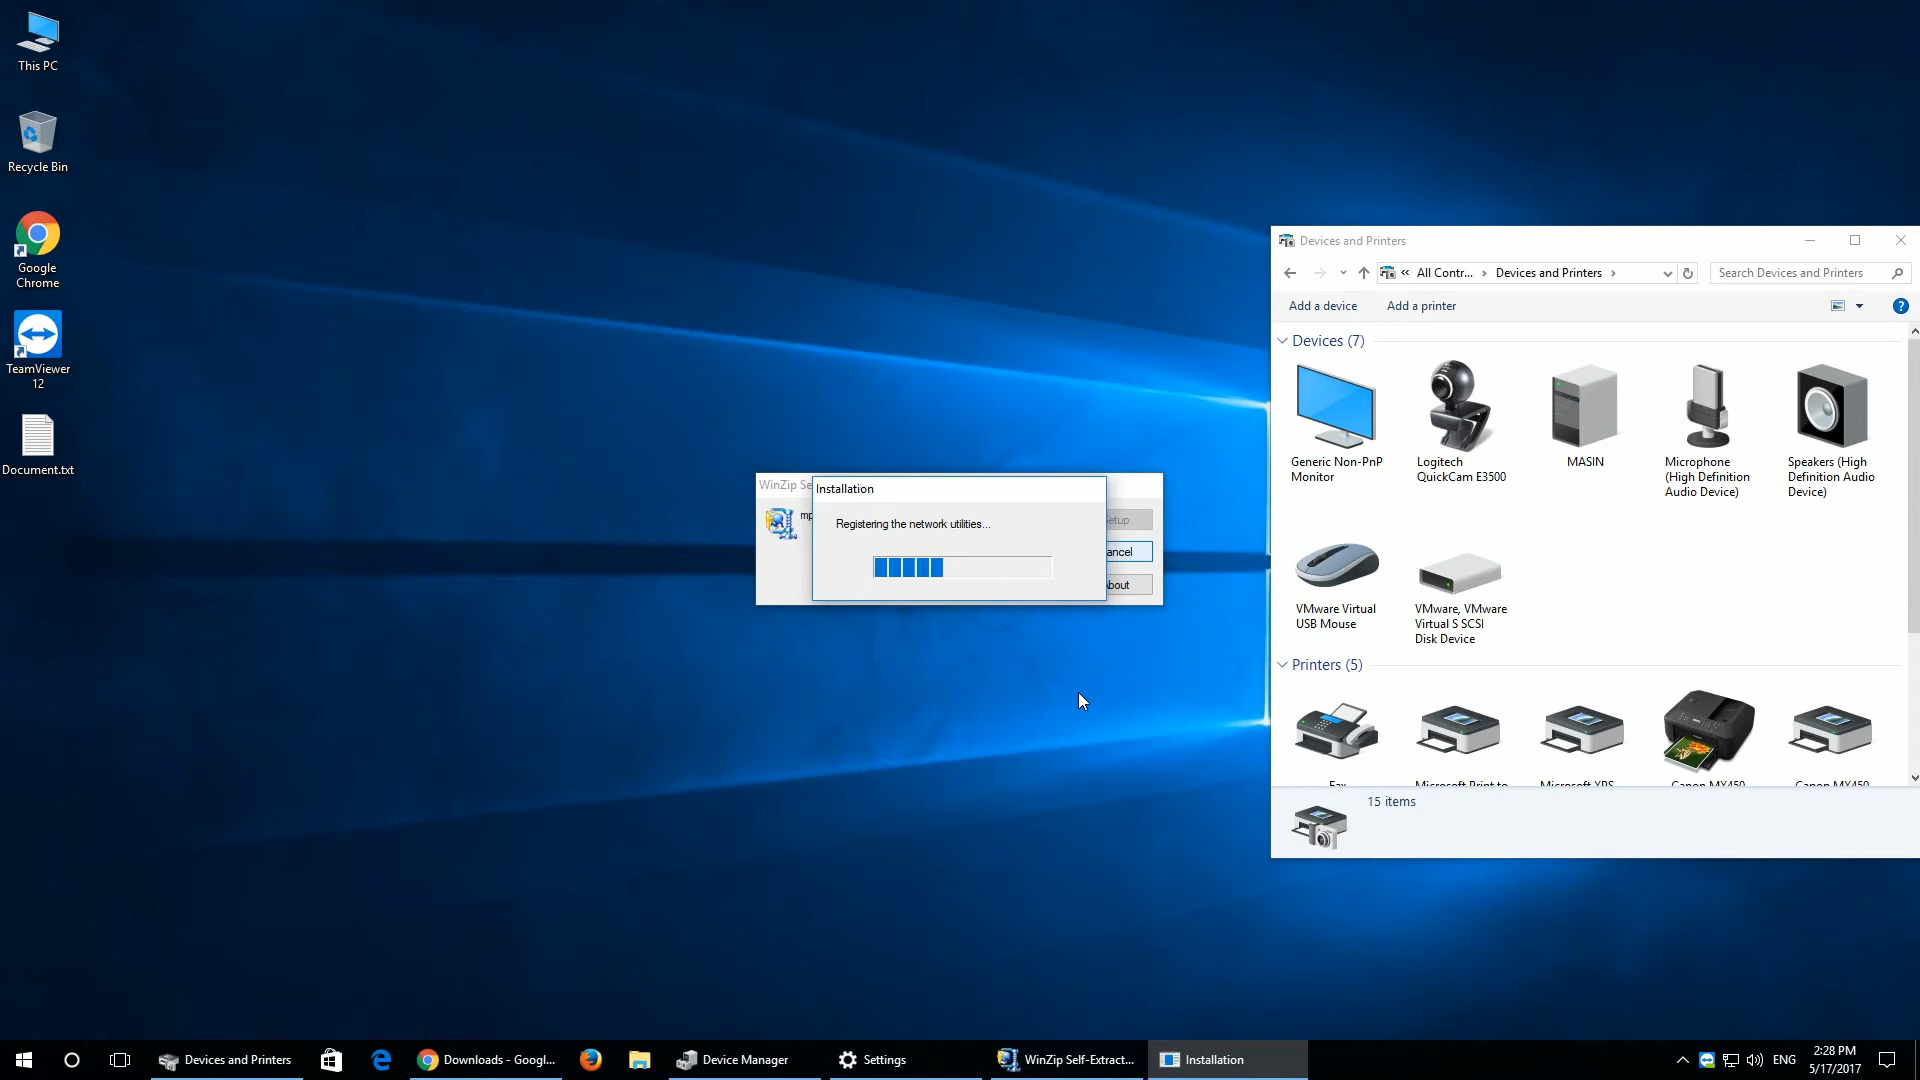 This PC
Recycle Bin
Google
Chrome
TeamViewer
12
Document.txt
WinZip Se
mp
Setup
ancel
About
Installation
Registering the network utilities...
Devices and Printers
« All Contr... › Devices and Printers ›
Search Devices and Printers
Add a device
Add a printer
?
Devices (7)
Generic Non-PnP
Monitor
Logitech
QuickCam E3500
MASIN
Microphone
(High Definition
Audio Device)
Speakers (High
Definition Audio
Device)
VMware Virtual
USB Mouse
VMware, VMware
Virtual S SCSI
Disk Device
Printers (5)
Fax
Microsoft Print to
Microsoft XPS
Canon MX450
Canon MX450
15 items
Devices and Printers
Downloads - Googl...
Device Manager
Settings
WinZip Self-Extract...
Installation
ENG
2:28 PM
5/17/2017